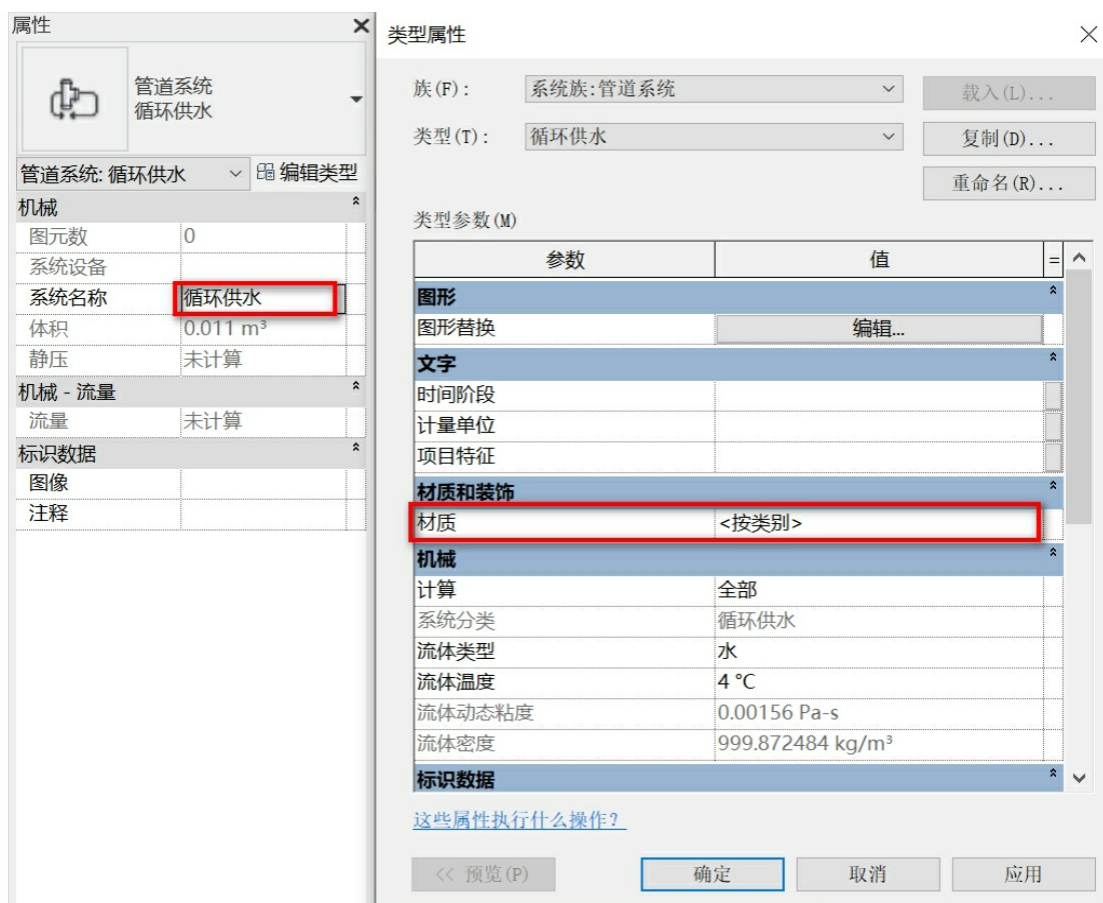 属性
管道系统
循环供水
管道系统: 循环供水
编辑类型
机械
图元数 0
系统设备
系统名称 循环供水
体积 0.011 m³
静压 未计算
机械 - 流量
流量 未计算
标识数据
图像
注释
类型属性
族(F): 系统族:管道系统 载入(L)...
类型(T): 循环供水 复制(D)...
重命名(R)...
类型参数(M)
参数 值 =
图形
图形替换 编辑...
文字
时间阶段
计量单位
项目特征
材质和装饰
材质 <按类别>
机械
计算 全部
系统分类 循环供水
流体类型 水
流体温度 4 ℃
流体动态粘度 0.00156 Pa-s
流体密度 999.872484 kg/m³
标识数据
这些属性执行什么操作?
<< 预览(P) 确定 取消 应用